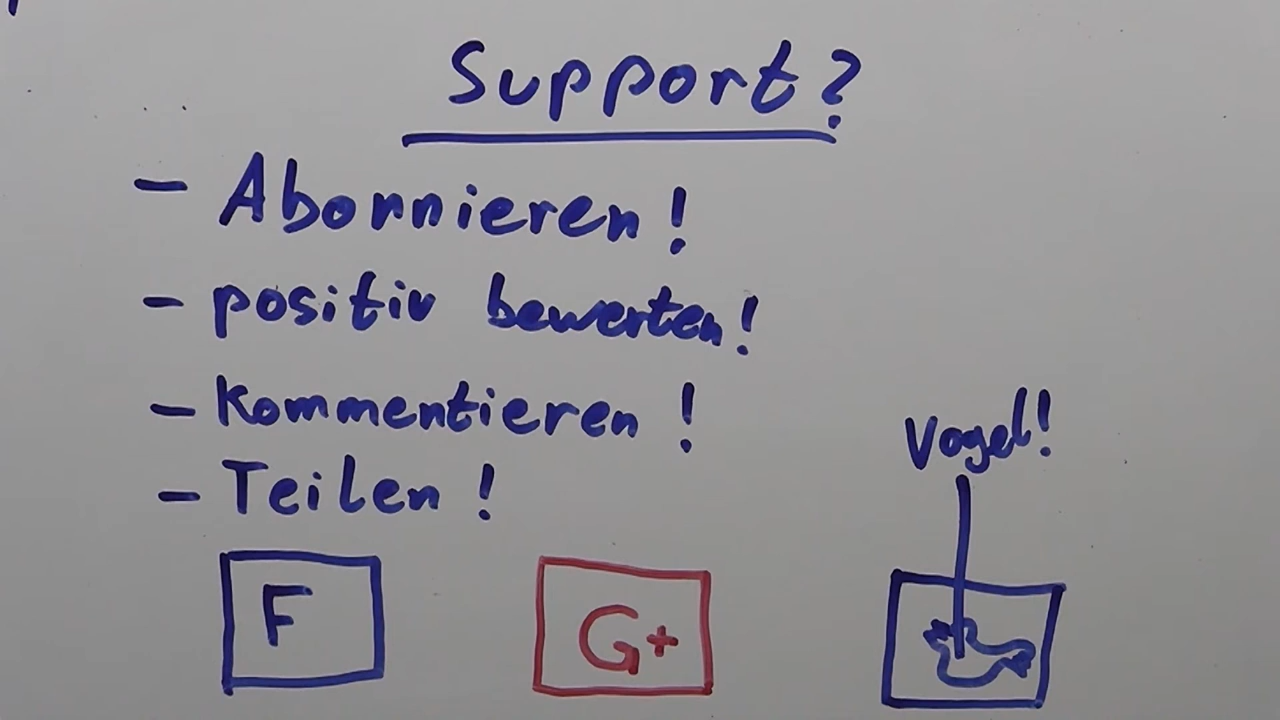 Support?
- Abonnieren!
- positiv bewerten!
- Kommentieren!
- Teilen!
Vogel!
F
G+